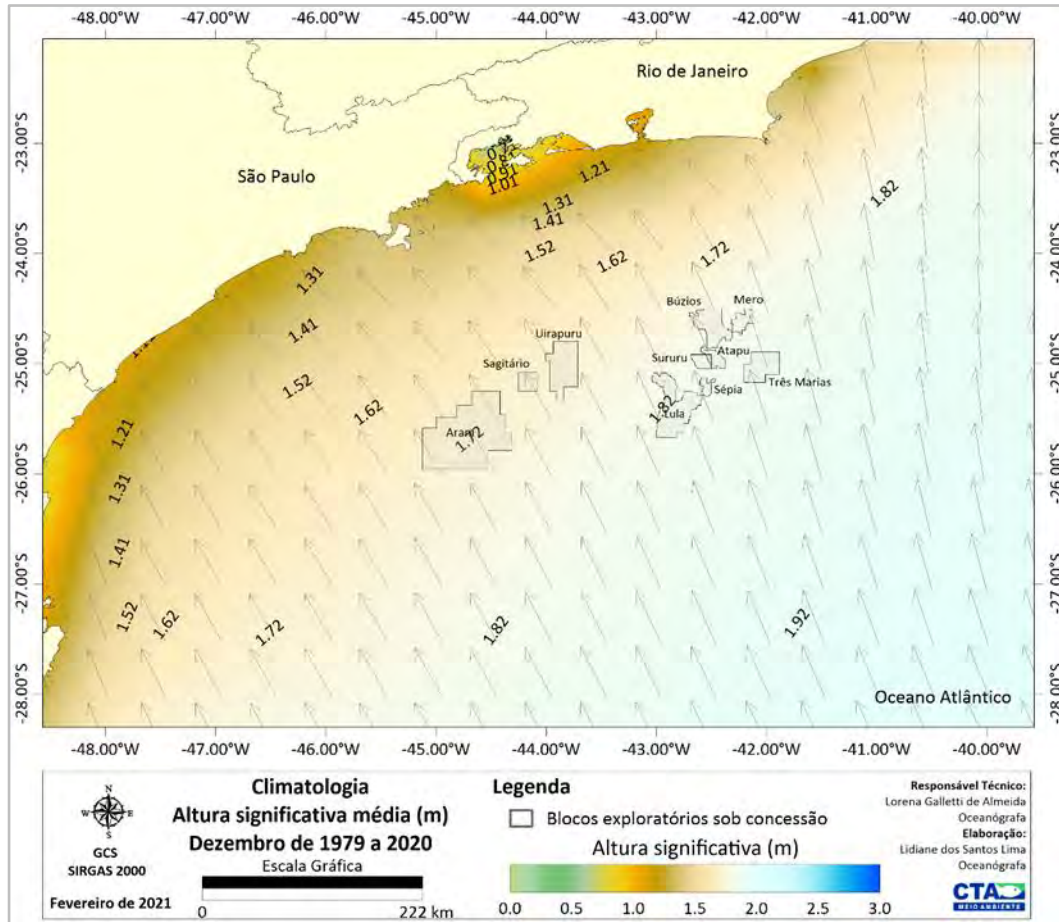 -48.00°W -47.00°W -46.00°W -45.00°W -44.00°W -43.00°W -42.00°W -41.00°W -40.00°W
Rio de Janeiro
-23.00°S -23.00°S
São Paulo
1.01
1.21
1.82
1.31
1.41
-24.00°S -24.00°S
1.52
1.62
1.72
1.31
Búzios Mero
1.41
Uirapuru
-25.00°S -25.00°S
Sururu Atapu
Sagitário
Três Marias
Sépia
1.52
1.62
1.82
Lula
1.21
Aram
1.72
-26.00°S -26.00°S
1.31
1.41
-27.00°S -27.00°S
1.52
1.62
1.72
1.82
1.92
-28.00°S -28.00°S
Oceano Atlântico
-48.00°W -47.00°W -46.00°W -45.00°W -44.00°W -43.00°W -42.00°W -41.00°W -40.00°W
N
W E
S
GCS
SIRGAS 2000
Fevereiro de 2021
Climatologia
Altura significativa média (m)
Dezembro de 1979 a 2020
Escala Gráfica
0 222 km
Legenda
Blocos exploratórios sob concessão
Altura significativa (m)
0.0 0.5 1.0 1.5 2.0 2.5 3.0
Responsável Técnico:
Lorena Galletti de Almeida
Oceanógrafa
Elaboração:
Lidiane dos Santos Lima
Oceanógrafa
CTA
MEIO AMBIENTE